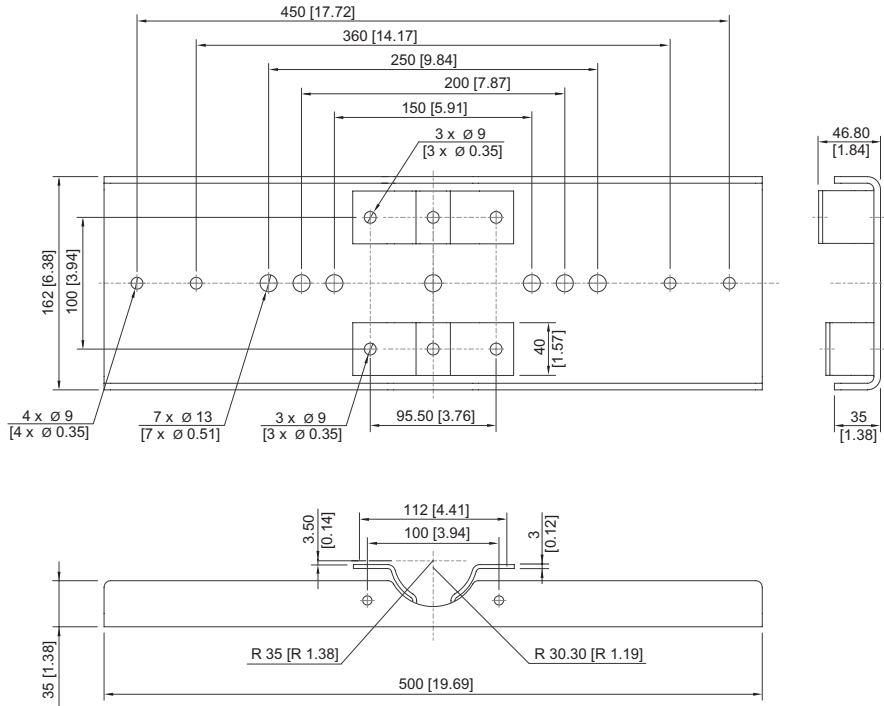 450 [17.72]
360 [14.17]
250 [9.84]
200 [7.87]
150 [5.91]
3 x Ø 9
[3 x Ø 0.35]
46.80
[1.84]
162 [6.38]
100 [3.94]
40
[1.57]
4 x Ø 9
[4 x Ø 0.35]
7 x Ø 13
[7 x Ø 0.51]
3 x Ø 9
[3 x Ø 0.35]
95.50 [3.76]
35
[1.38]
112 [4.41]
100 [3.94]
3.50
[0.14]
3
[0.12]
35 [1.38]
R 35 [R 1.38]
R 30.30 [R 1.19]
500 [19.69]